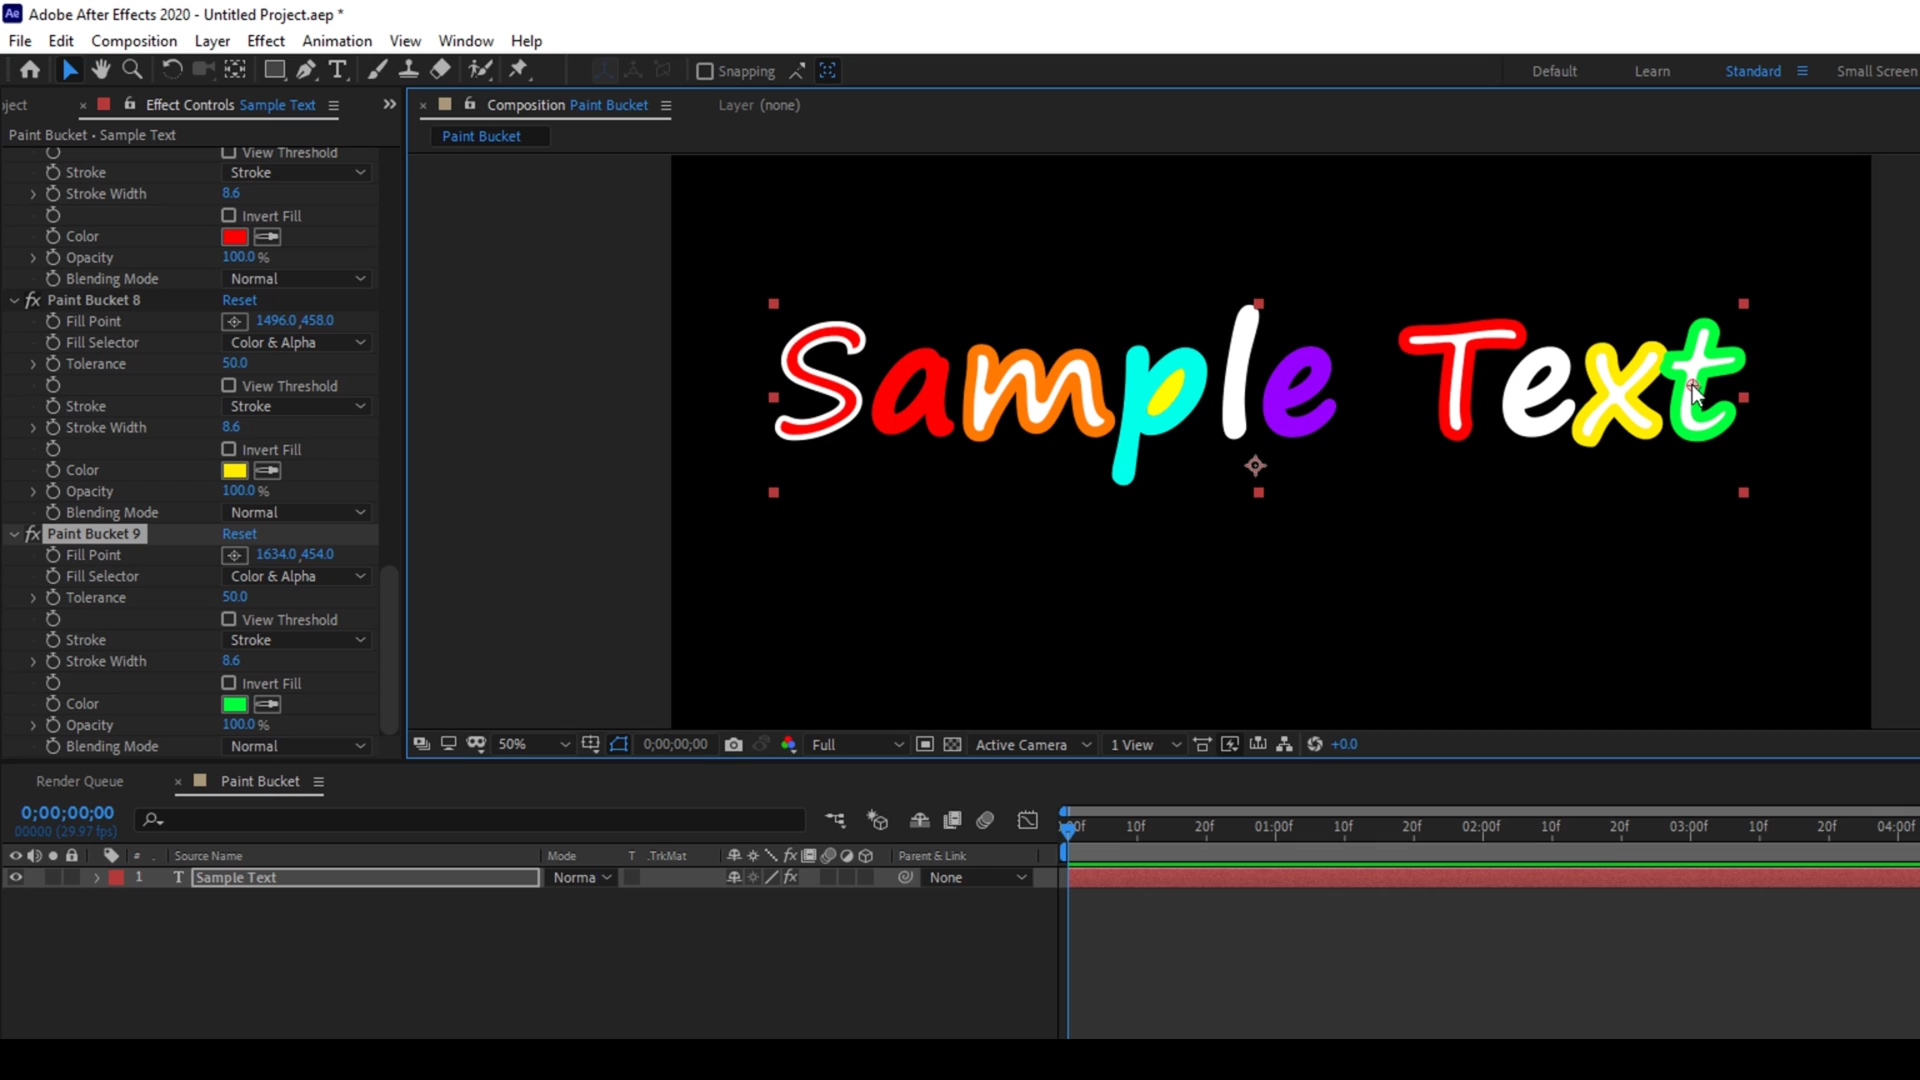 Ae Adobe After Effects 2020 - Untitled Project.aep *
File Edit Composition Layer Effect Animation View Window Help
T Snapping Default Learn Standard Small Screen
ject × Effect Controls Sample Text × Composition Paint Bucket Layer (none)
Paint Bucket • Sample Text
Paint Bucket
View Threshold
Stroke Stroke
Stroke Width 8.6
Invert Fill
Color
Opacity 100.0 %
Blending Mode Normal
fx Paint Bucket 8 Reset
Fill Point 1496.0,458.0
Fill Selector Color & Alpha
Tolerance 50.0
View Threshold
Stroke Stroke
Stroke Width 8.6
Invert Fill
Color
Opacity 100.0 %
Blending Mode Normal
fx Paint Bucket 9 Reset
Fill Point 1634.0,454.0
Fill Selector Color & Alpha
Tolerance 50.0
View Threshold
Stroke Stroke
Stroke Width 8.6
Invert Fill
Color
Opacity 100.0 %
Blending Mode Normal
Sample Text
50% 0;00;00;00 Full Active Camera 1 View +0.0
Render Queue × Paint Bucket
0;00;00;00
00000 (29.97 fps)
:00f 10f 20f 01:00f 10f 20f 02:00f 10f 20f 03:00f 10f 20f 04:00f
# . Source Name Mode T .TrkMat fx Parent & Link
1 T Sample Text Norma fx None